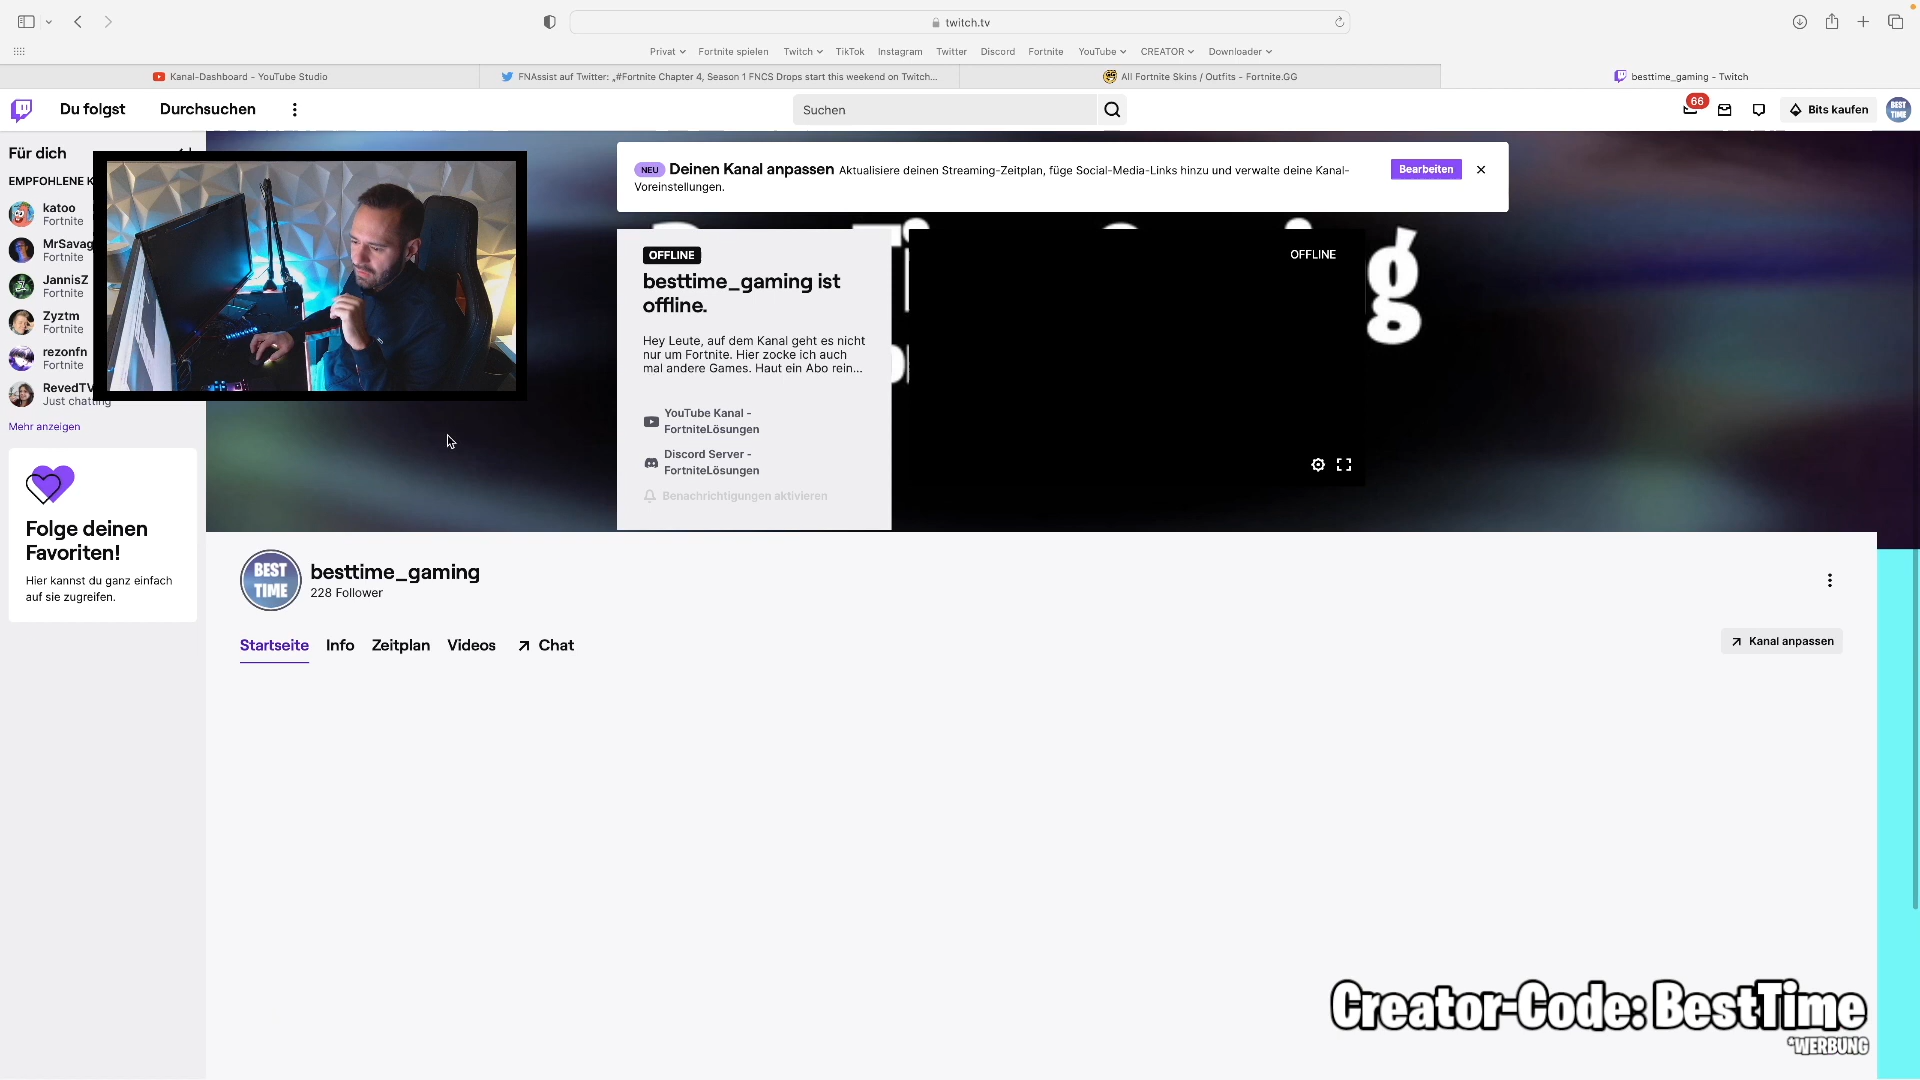 twitch.tv
Privat
Fortnite spielen
Twitch
TikTok
Instagram
Twitter
Discord
Fortnite
YouTube
CREATOR
Downloader
Kanal-Dashboard - YouTube Studio
FNAssist auf Twitter: „#Fortnite Chapter 4, Season 1 FNCS Drops start this weekend on Twitch...
All Fortnite Skins / Outfits - Fortnite.GG
besttime_gaming - Twitch
Du folgst
Durchsuchen
Suchen
66
Bits kaufen
BEST
TIME
Für dich
EMPFOHLENE K
katoo
Fortnite
MrSavag
Fortnite
JannisZ
Fortnite
Zyztm
Fortnite
rezonfn
Fortnite
RevedTV
Just chatting
Mehr anzeigen
Folge deinen
Favoriten!
Hier kannst du ganz einfach
auf sie zugreifen.
NEU Deinen Kanal anpassen Aktualisiere deinen Streaming-Zeitplan, füge Social-Media-Links hinzu und verwalte deine Kanal-
Voreinstellungen.
Bearbeiten
OFFLINE
besttime_gaming ist
offline.
Hey Leute, auf dem Kanal geht es nicht
nur um Fortnite. Hier zocke ich auch
mal andere Games. Haut ein Abo rein...
YouTube Kanal -
FortniteLösungen
Discord Server -
FortniteLösungen
Benachrichtigungen aktivieren
OFFLINE
g
BEST
TIME
besttime_gaming
228 Follower
Startseite
Info
Zeitplan
Videos
Chat
Kanal anpassen
Creator-Code: BestTime
*WERBUNG